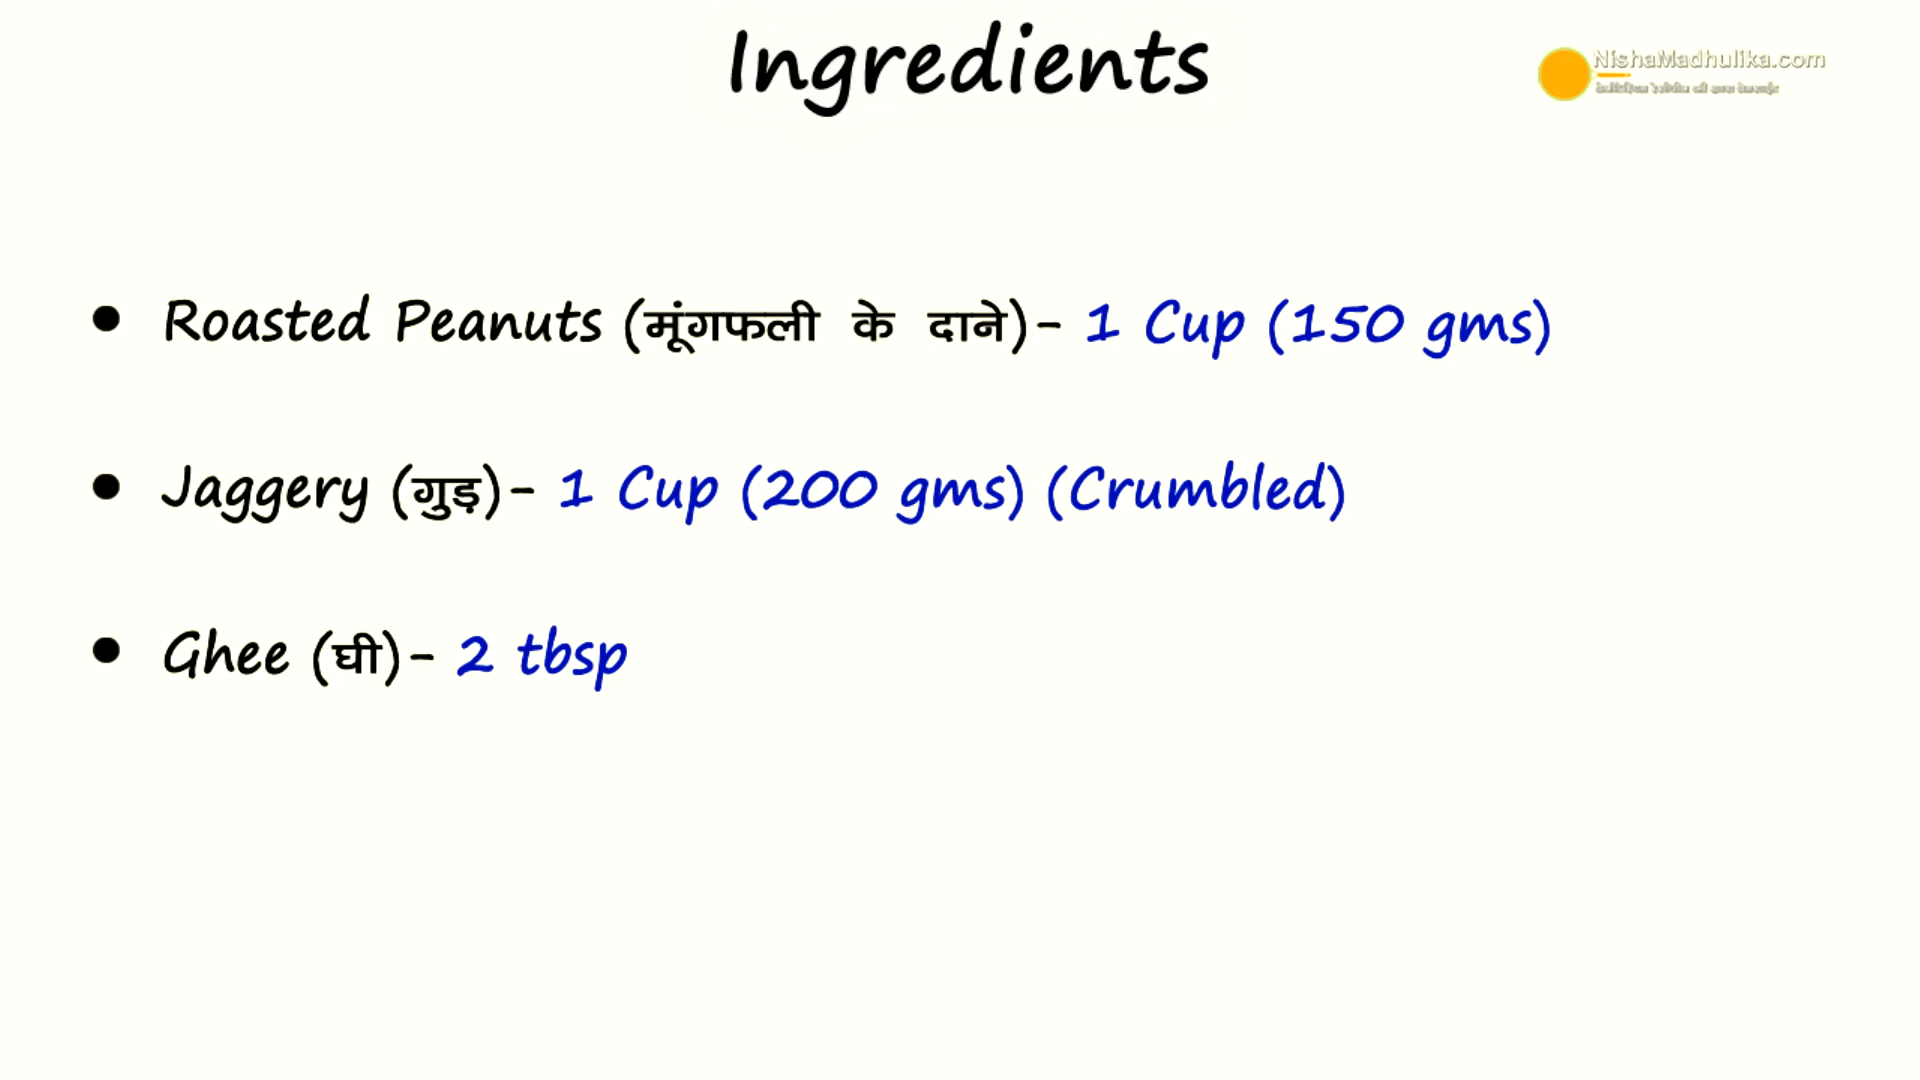 Ingredients
NishaMadhulika.com
• Roasted Peanuts (मूंगफली के दाने)- 1 Cup (150 gms)
• Jaggery (गुड़)- 1 Cup (200 gms) (Crumbled)
• Ghee (घी)- 2 tbsp